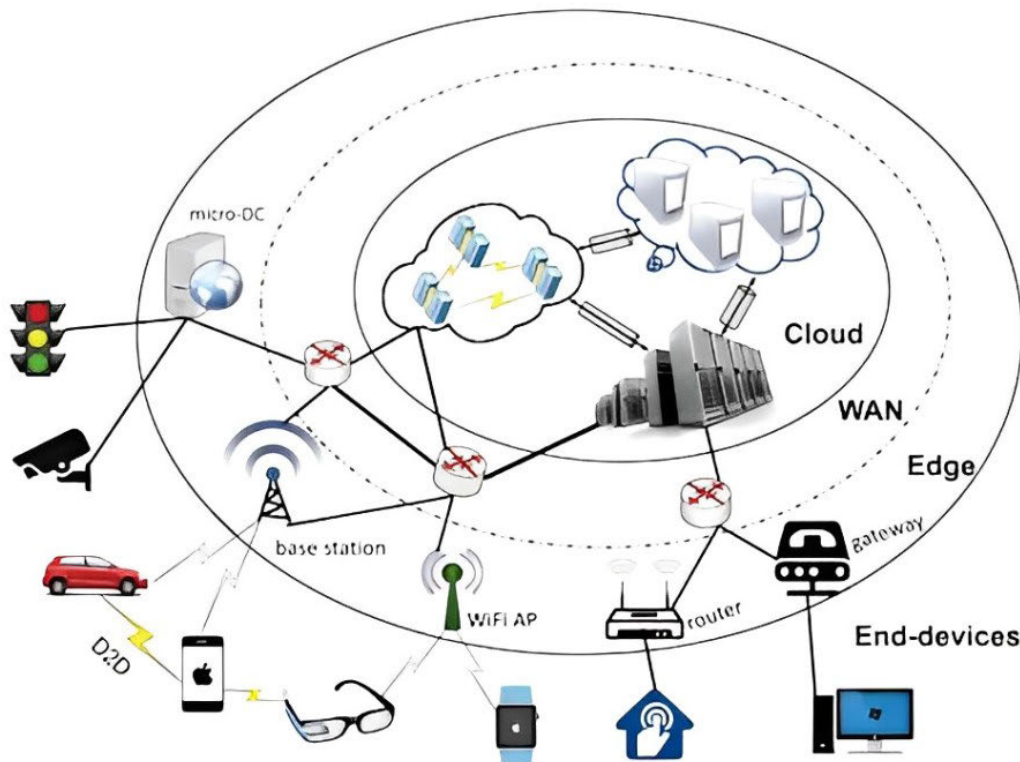 micro-DC
Cloud
WAN
Edge
gateway
base station
WiFi AP
router
D2D
End-devices